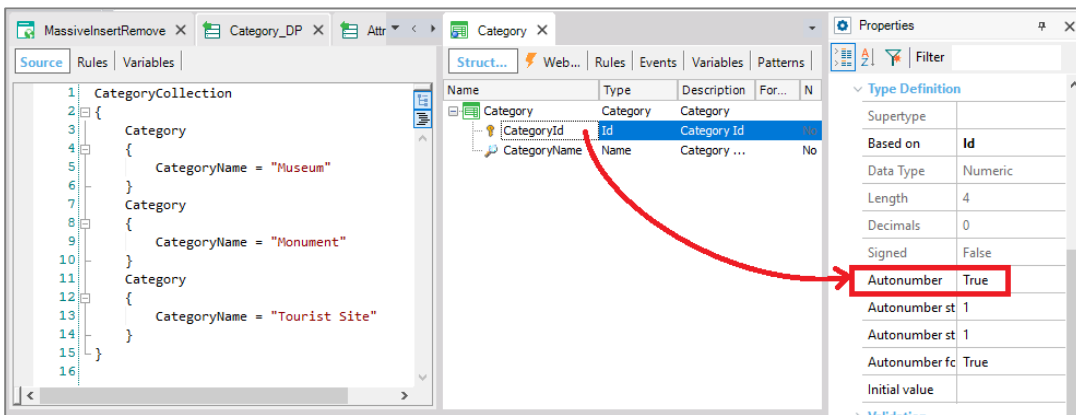 MassiveInsertRemove X Category_DP X Attr
Source Rules Variables
1 CategoryCollection
2 {
3 Category
4 {
5 CategoryName = "Museum"
6 }
7 Category
8 {
9 CategoryName = "Monument"
10 }
11 Category
12 {
13 CategoryName = "Tourist Site"
14 }
15 }
16
Category X
Struct... Web... Rules Events Variables Patterns
Name Type Description For... N
Category Category Category
CategoryId Id Category Id No
CategoryName Name Category ... No
Properties X
Filter
Type Definition
Supertype
Based on Id
Data Type Numeric
Length 4
Decimals 0
Signed False
Autonumber True
Autonumber st 1
Autonumber st 1
Autonumber fc True
Initial value
Validation